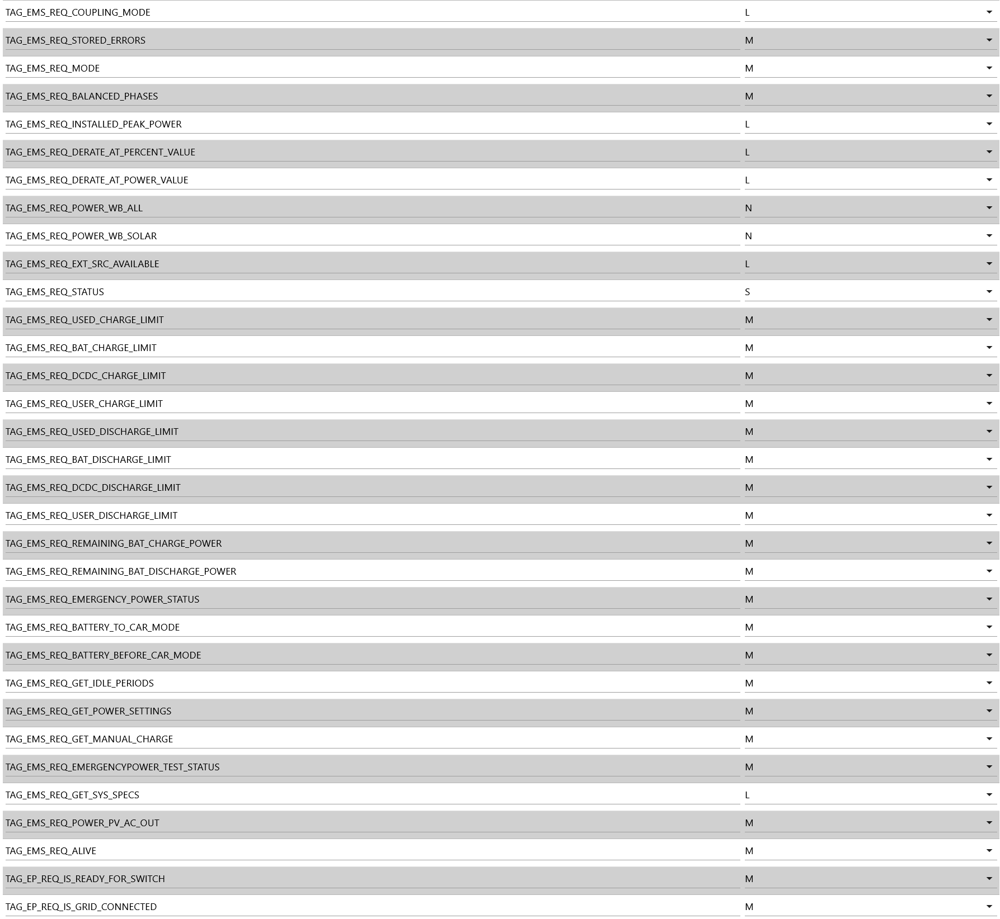 TAG_EMS_REQ_COUPLING_MODE L
TAG_EMS_REQ_STORED_ERRORS M
TAG_EMS_REQ_MODE M
TAG_EMS_REQ_BALANCED_PHASES M
TAG_EMS_REQ_INSTALLED_PEAK_POWER L
TAG_EMS_REQ_DERATE_AT_PERCENT_VALUE L
TAG_EMS_REQ_DERATE_AT_POWER_VALUE L
TAG_EMS_REQ_POWER_WB_ALL N
TAG_EMS_REQ_POWER_WB_SOLAR N
TAG_EMS_REQ_EXT_SRC_AVAILABLE L
TAG_EMS_REQ_STATUS S
TAG_EMS_REQ_USED_CHARGE_LIMIT M
TAG_EMS_REQ_BAT_CHARGE_LIMIT M
TAG_EMS_REQ_DCDC_CHARGE_LIMIT M
TAG_EMS_REQ_USER_CHARGE_LIMIT M
TAG_EMS_REQ_USED_DISCHARGE_LIMIT M
TAG_EMS_REQ_BAT_DISCHARGE_LIMIT M
TAG_EMS_REQ_DCDC_DISCHARGE_LIMIT M
TAG_EMS_REQ_USER_DISCHARGE_LIMIT M
TAG_EMS_REQ_REMAINING_BAT_CHARGE_POWER M
TAG_EMS_REQ_REMAINING_BAT_DISCHARGE_POWER M
TAG_EMS_REQ_EMERGENCY_POWER_STATUS M
TAG_EMS_REQ_BATTERY_TO_CAR_MODE M
TAG_EMS_REQ_BATTERY_BEFORE_CAR_MODE M
TAG_EMS_REQ_GET_IDLE_PERIODS M
TAG_EMS_REQ_GET_POWER_SETTINGS M
TAG_EMS_REQ_GET_MANUAL_CHARGE M
TAG_EMS_REQ_EMERGENCYPOWER_TEST_STATUS M
TAG_EMS_REQ_GET_SYS_SPECS L
TAG_EMS_REQ_POWER_PV_AC_OUT M
TAG_EMS_REQ_ALIVE M
TAG_EP_REQ_IS_READY_FOR_SWITCH M
TAG_EP_REQ_IS_GRID_CONNECTED M